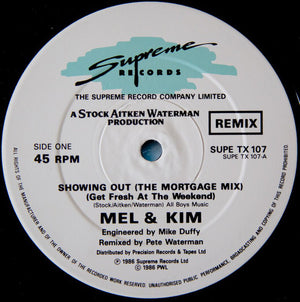 Supreme
RECORDS
THE SUPREME RECORD COMPANY LIMITED
A STOCK AITKEN WATERMAN
PRODUCTION
REMIX
SIDE ONE
45 RPM
SUPE TX 107
SUPE TX 107-A
SHOWING OUT (THE MORTGAGE MIX)
(Get Fresh At The Weekend)
(Stock/Aitken/Waterman) All Boys Music
MEL & KIM
Engineered by Mike Duffy
Remixed by Pete Waterman
Distributed by Precision Records & Tapes Ltd
℗ 1986 Supreme Records Ltd
© 1986 PWL
ALL RIGHTS OF THE MANUFACTURER AND OF THE OWNER OF THE RECORDED WORK RESERVED. UNAUTHORISED PUBLIC PERFORMANCE, BROADCASTING AND COPYING OF THIS RECORD PROHIBITED.